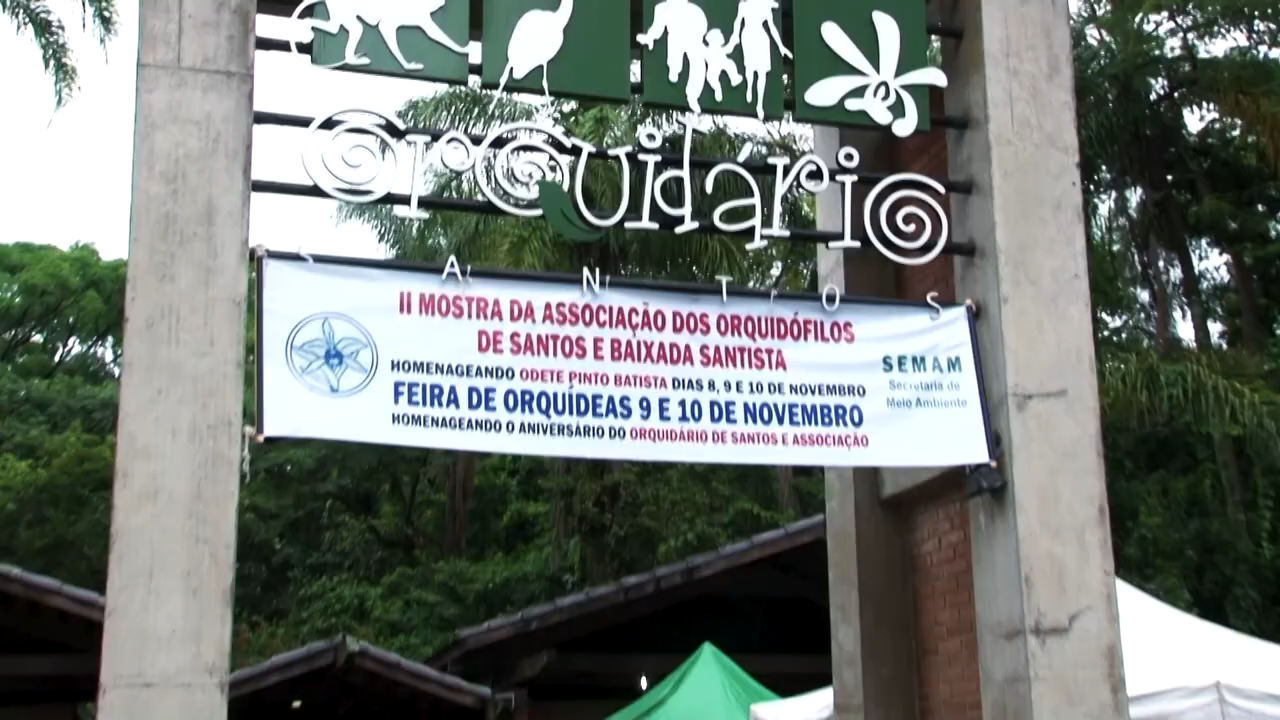 orQuidário
SANTOS
II MOSTRA DA ASSOCIAÇÃO DOS ORQUIDÓFILOS
DE SANTOS E BAIXADA SANTISTA
HOMENAGEANDO ODETE PINTO BATISTA DIAS 8, 9 E 10 DE NOVEMBRO
FEIRA DE ORQUÍDEAS 9 E 10 DE NOVEMBRO
HOMENAGEANDO O ANIVERSÁRIO DO ORQUIDÁRIO DE SANTOS E ASSOCIAÇÃO
SEMAM
Secretaria de
Meio Ambiente